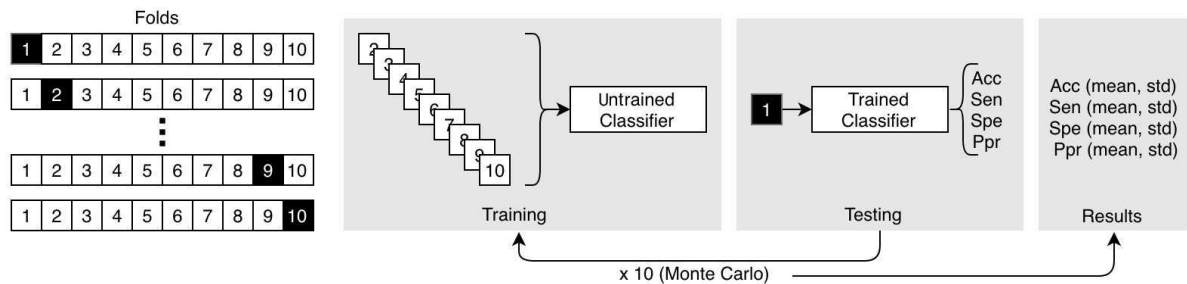 Folds
1 2 3 4 5 6 7 8 9 10
1 2 3 4 5 6 7 8 9 10
1 2 3 4 5 6 7 8 9 10
1 2 3 4 5 6 7 8 9 10
2
3
4
5
6
7
8
9
10
Untrained
Classifier
Training
1
Trained
Classifier
Acc
Sen
Spe
Ppr
Testing
Acc (mean, std)
Sen (mean, std)
Spe (mean, std)
Ppr (mean, std)
Results
x 10 (Monte Carlo)